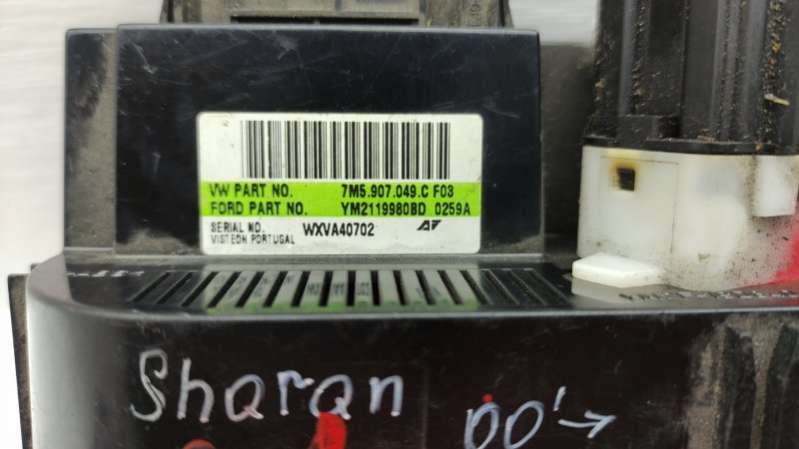 VW PART NO. 7M5.907.049.C F03
FORD PART NO. YM2119980BD 0259A
SERIAL NO. WXVA40702
VISTEON PORTUGAL
Sharan
00'→